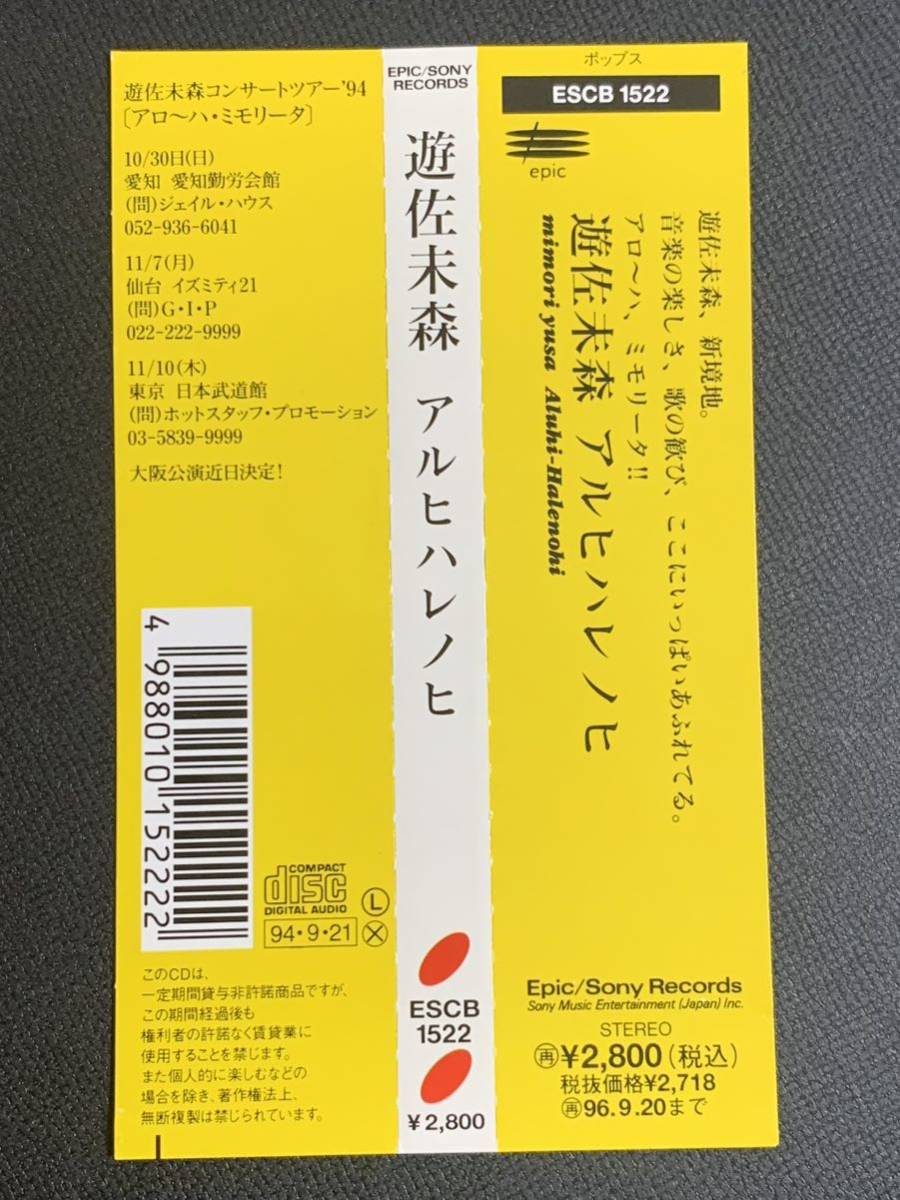 遊佐未森コンサートツアー'94
〔アロ〜ハ・ミモリータ〕
10/30日(日)
愛知 愛知勤労会館
(問)ジェイル・ハウス
052-936-6041
11/7(月)
仙台 イズミティ21
(問)G・I・P
022-222-9999
11/10(木)
東京 日本武道館
(問)ホットスタッフ・プロモーション
03-5839-9999
大阪公演近日決定!
4 988010 152222
COMPACT
disc
DIGITAL AUDIO
L
94・9・21
X
このCDは、
一定期間貸与非許諾商品ですが、
この期間経過後も
権利者の許諾なく賃貸業に
使用することを禁じます。
また個人的に楽しむなどの
場合を除き、著作権法上、
無断複製は禁じられています。
EPIC/SONY
RECORDS
遊佐未森 アルヒハレノヒ
ESCB
1522
¥2,800
ポップス
ESCB 1522
epic
遊佐未森、新境地。
音楽の楽しさ、歌の歓び、ここにいっぱいあふれてる。
アロ〜ハ、ミモリータ!!
遊佐未森 アルヒハレノヒ
mimori yusa Aluhi-Halenohi
Epic/Sony Records
Sony Music Entertainment (Japan) Inc.
STEREO
再¥2,800(税込)
税抜価格¥2,718
再96.9.20まで